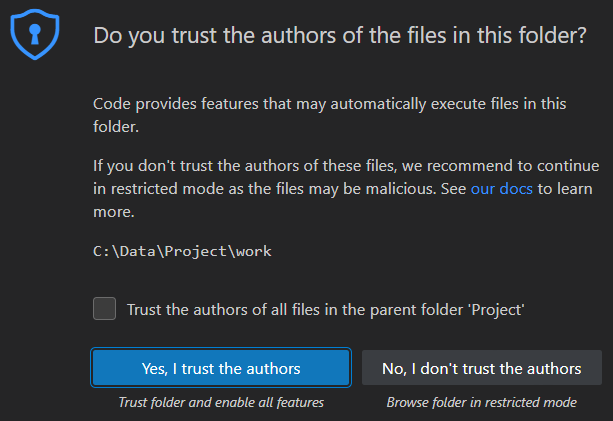 Do you trust the authors of the files in this folder?
Code provides features that may automatically execute files in this
folder.
If you don't trust the authors of these files, we recommend to continue
in restricted mode as the files may be malicious. See our docs to learn
more.
C:\Data\Project\work
Trust the authors of all files in the parent folder 'Project'
Yes, I trust the authors
No, I don't trust the authors
Trust folder and enable all features
Browse folder in restricted mode